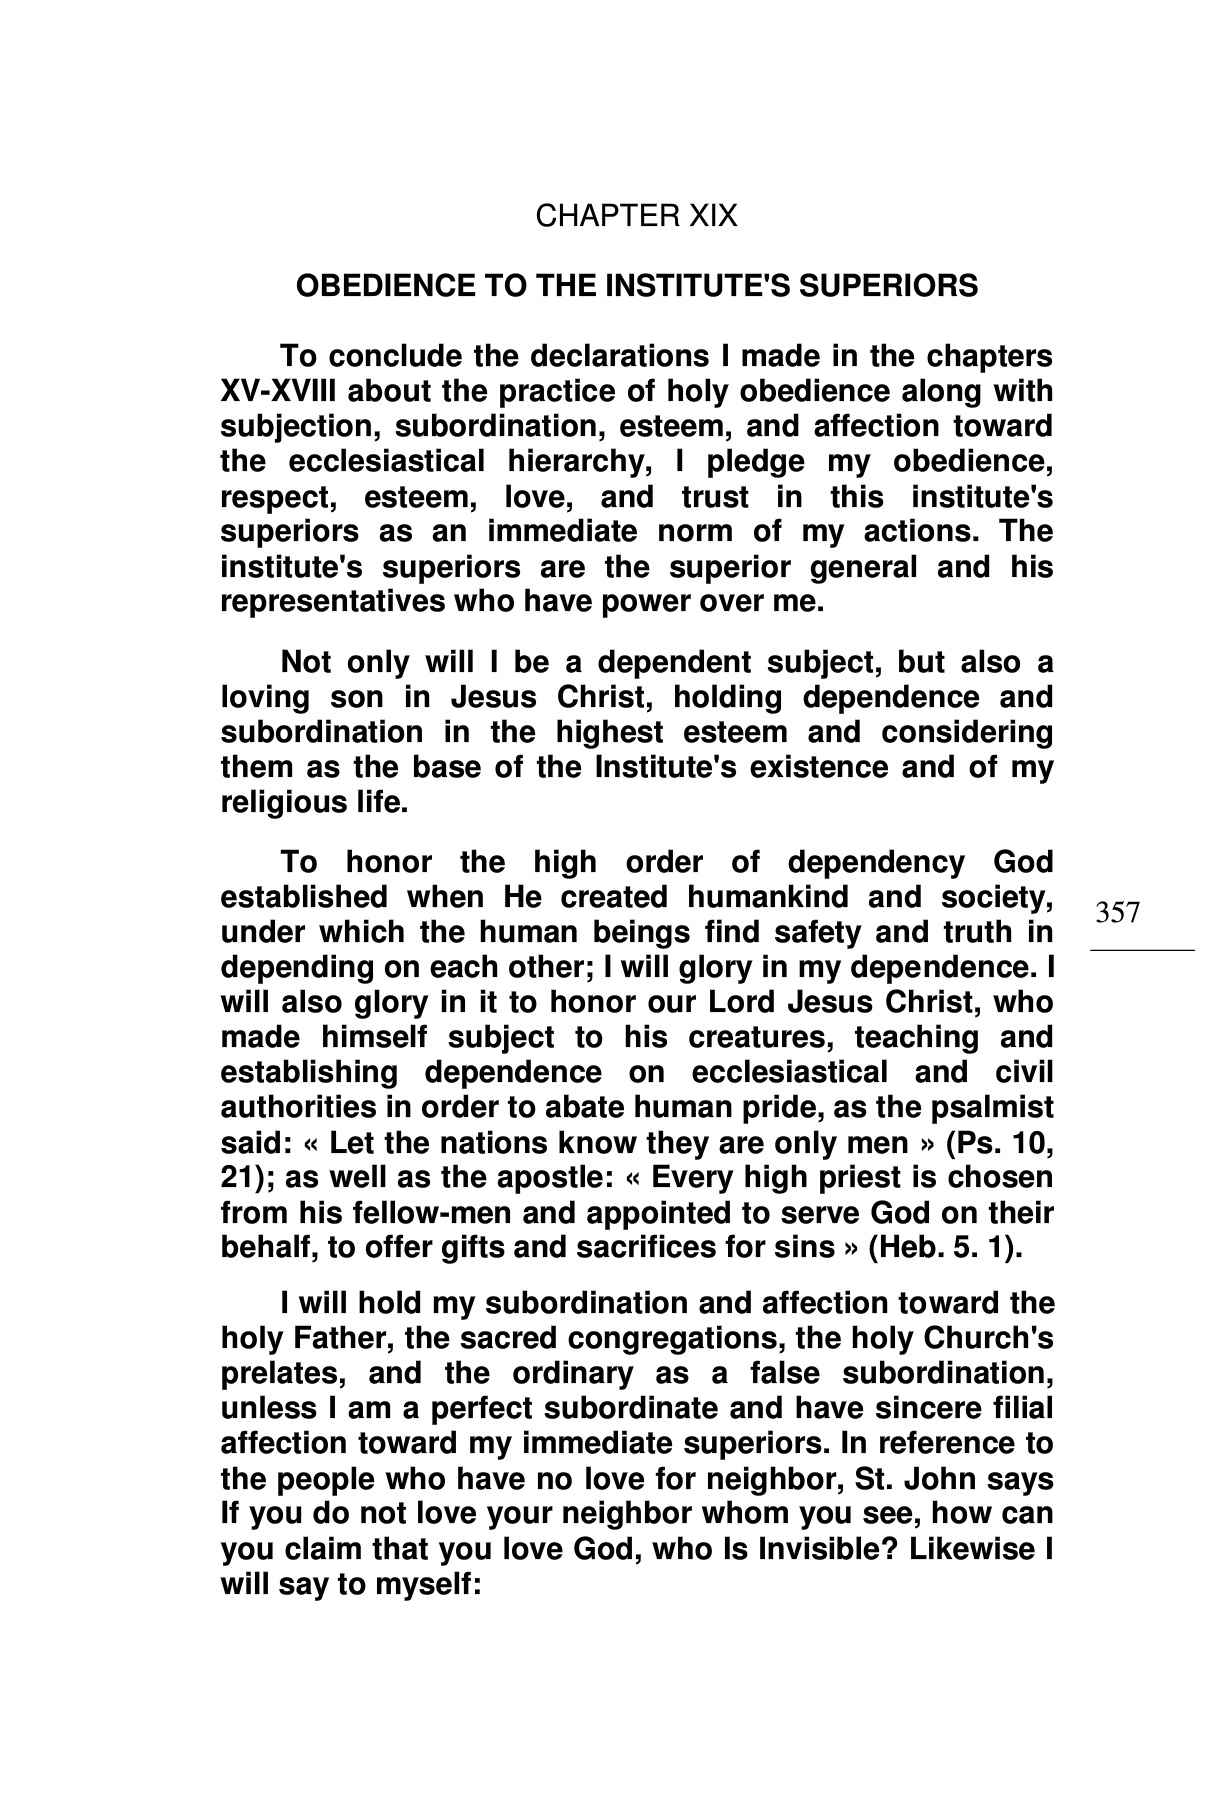 CHAPTER XIX
OBEDIENCE TO THE INSTITUTE'S SUPERIORS
To conclude the declarations I made in the chapters
XV-XVIII about the practice of holy obedience along with
subjection, subordination, esteem, and affection toward
the ecclesiastical hierarchy, I pledge my obedience,
respect, esteem, love, and trust in this institute's
superiors as an immediate norm of my actions. The
institute's superiors are the superior general and his
representatives who have power over me.
Not only will I be a dependent subject, but also a
loving son in Jesus Christ, holding dependence and
subordination in the highest esteem and considering
them as the base of the Institute's existence and of my
religious life.
To honor the high order of dependency God
established when He created humankind and society,
under which the human beings find safety and truth in
depending on each other; I will glory in my dependence. I
will also glory in it to honor our Lord Jesus Christ, who
made himself subject to his creatures, teaching and
establishing dependence on ecclesiastical and civil
authorities in order to abate human pride, as the psalmist
said: « Let the nations know they are only men » (Ps. 10,
21); as well as the apostle: « Every high priest is chosen
from his fellow-men and appointed to serve God on their
behalf, to offer gifts and sacrifices for sins » (Heb. 5. 1).
I will hold my subordination and affection toward the
holy Father, the sacred congregations, the holy Church's
prelates, and the ordinary as a false subordination,
unless I am a perfect subordinate and have sincere filial
affection toward my immediate superiors. In reference to
the people who have no love for neighbor, St. John says
If you do not love your neighbor whom you see, how can
you claim that you love God, who Is Invisible? Likewise I
will say to myself:
357